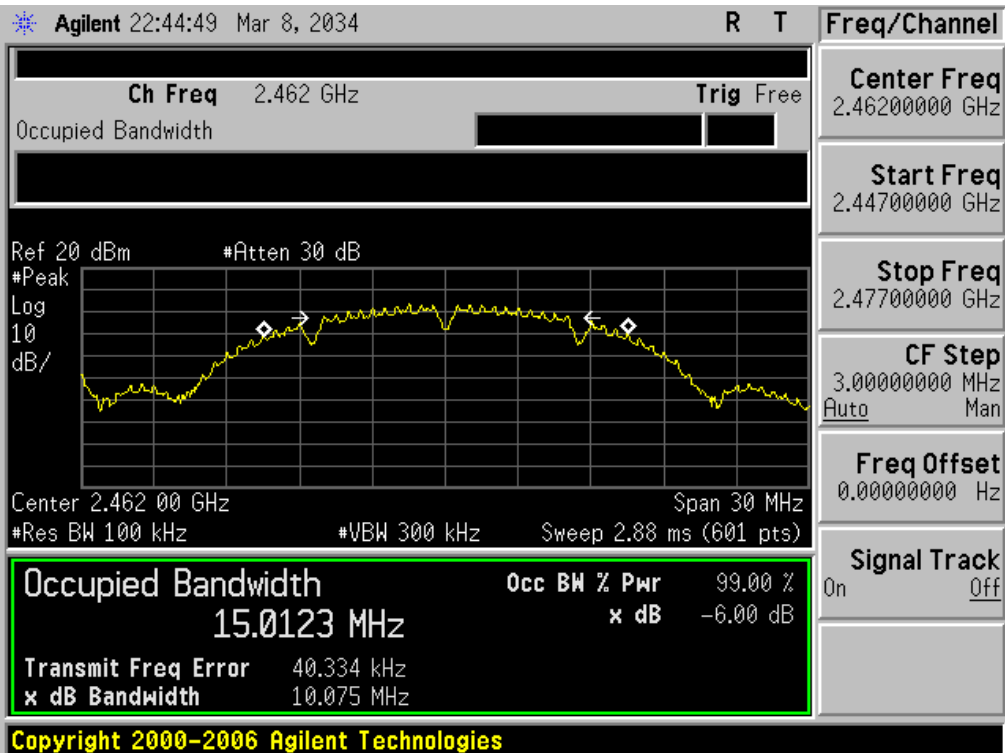 Agilent 22:44:49 Mar 8, 2034 R T
Ch Freq 2.462 GHz Trig Free
Occupied Bandwidth
Ref 20 dBm #Atten 30 dB
#Peak
Log
10
dB/
Center 2.462 00 GHz Span 30 MHz
#Res BW 100 kHz #VBW 300 kHz Sweep 2.88 ms (601 pts)
Occupied Bandwidth Occ BW % Pwr 99.00 %
15.0123 MHz x dB -6.00 dB
Transmit Freq Error 40.334 kHz
x dB Bandwidth 10.075 MHz
Copyright 2000-2006 Agilent Technologies
Freq/Channel
Center Freq
2.46200000 GHz
Start Freq
2.44700000 GHz
Stop Freq
2.47700000 GHz
CF Step
3.00000000 MHz
Auto Man
Freq Offset
0.00000000 Hz
Signal Track
On Off